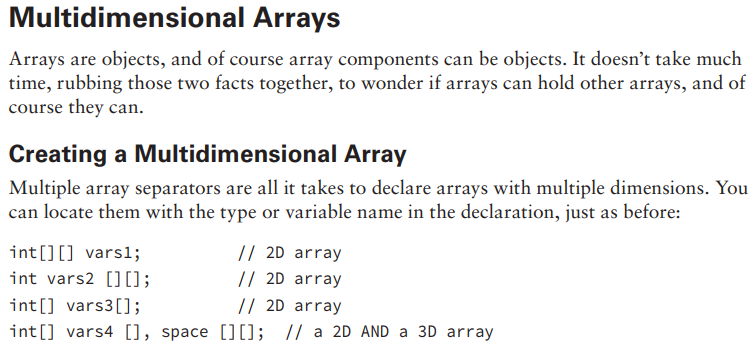 Multidimensional Arrays
Arrays are objects, and of course array components can be objects. It doesn’t take much
time, rubbing those two facts together, to wonder if arrays can hold other arrays, and of
course they can.
Creating a Multidimensional Array
Multiple array separators are all it takes to declare arrays with multiple dimensions. You
can locate them with the type or variable name in the declaration, just as before:
int[][] vars1; // 2D array
int vars2 [][]; // 2D array
int[] vars3[]; // 2D array
int[] vars4 [], space [][]; // a 2D AND a 3D array